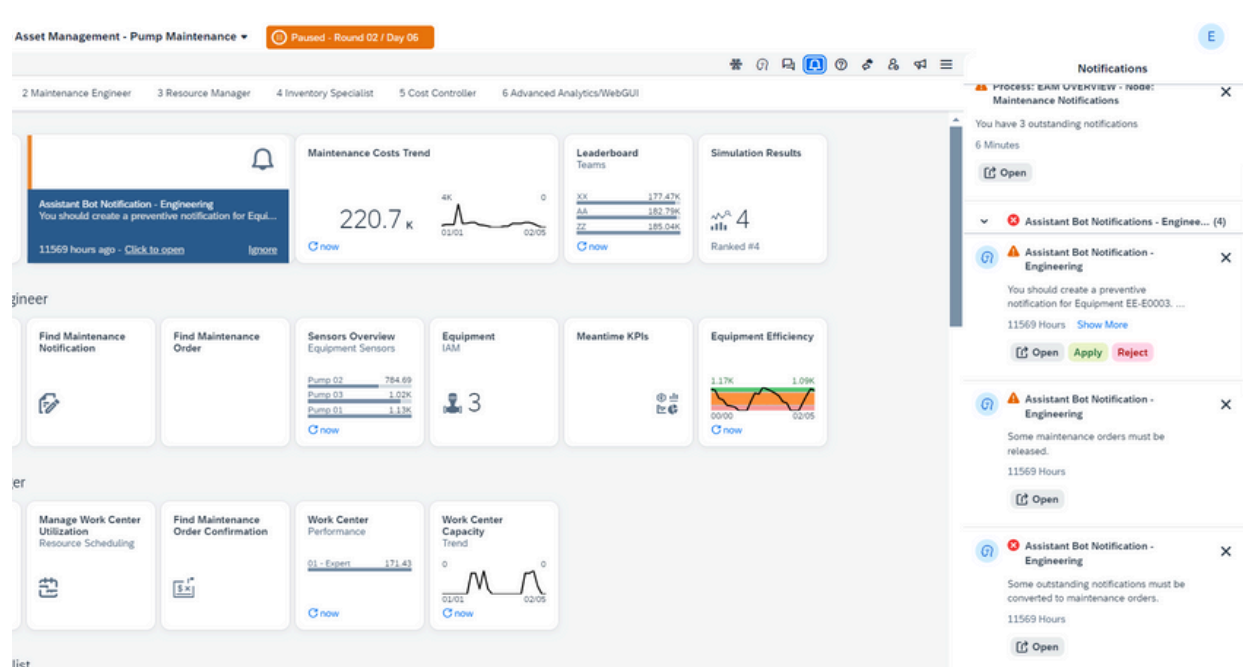 Asset Management - Pump Maintenance
Paused - Round 02 / Day 06
E
2 Maintenance Engineer
3 Resource Manager
4 Inventory Specialist
5 Cost Controller
6 Advanced Analytics/WebGUI
Assistant Bot Notification - Engineering
You should create a preventive notification for Equi...
11569 hours ago - Click to open
Ignore
Maintenance Costs Trend
220.7 K
4K
0
01/01
02/05
now
Leaderboard
Teams
XX 177.47K
AA 182.79K
ZZ 185.04K
now
Simulation Results
4
Ranked #4
gineer
Find Maintenance
Notification
Find Maintenance
Order
Sensors Overview
Equipment Sensors
Pump 02 784.69
Pump 03 1.02K
Pump 01 1.13K
now
Equipment
IAM
3
Meantime KPIs
Equipment Efficiency
1.17K
1.09K
00/00
02/05
now
er
Manage Work Center
Utilization
Resource Scheduling
Find Maintenance
Order Confirmation
Work Center
Performance
01 - Expert 171.43
now
Work Center
Capacity
Trend
0
0
01/01
02/05
now
list
Notifications
Process: EAM OVERVIEW - Node:
Maintenance Notifications
You have 3 outstanding notifications
6 Minutes
Open
Assistant Bot Notifications - Enginee... (4)
Assistant Bot Notification -
Engineering
You should create a preventive
notification for Equipment EE-E0003. ...
11569 Hours Show More
Open Apply Reject
Assistant Bot Notification -
Engineering
Some maintenance orders must be
released.
11569 Hours
Open
Assistant Bot Notification -
Engineering
Some outstanding notifications must be
converted to maintenance orders.
11569 Hours
Open